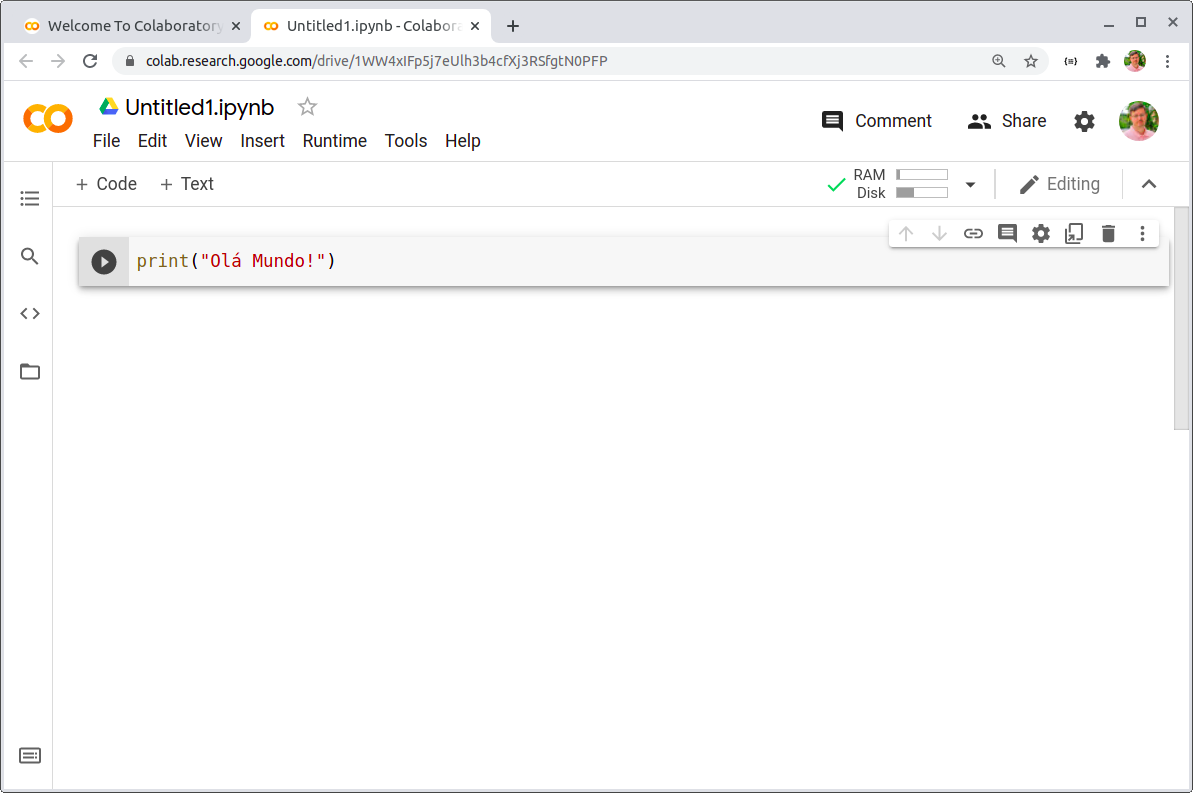 Welcome To Colaboratory
Untitled1.ipynb - Colabora
colab.research.google.com/drive/1WW4xIFp5j7eUlh3b4cfXj3RSfgtN0PFP
Untitled1.ipynb
Comment
Share
File Edit View Insert Runtime Tools Help
+ Code + Text
RAM
Disk
Editing
print("Olá Mundo!")